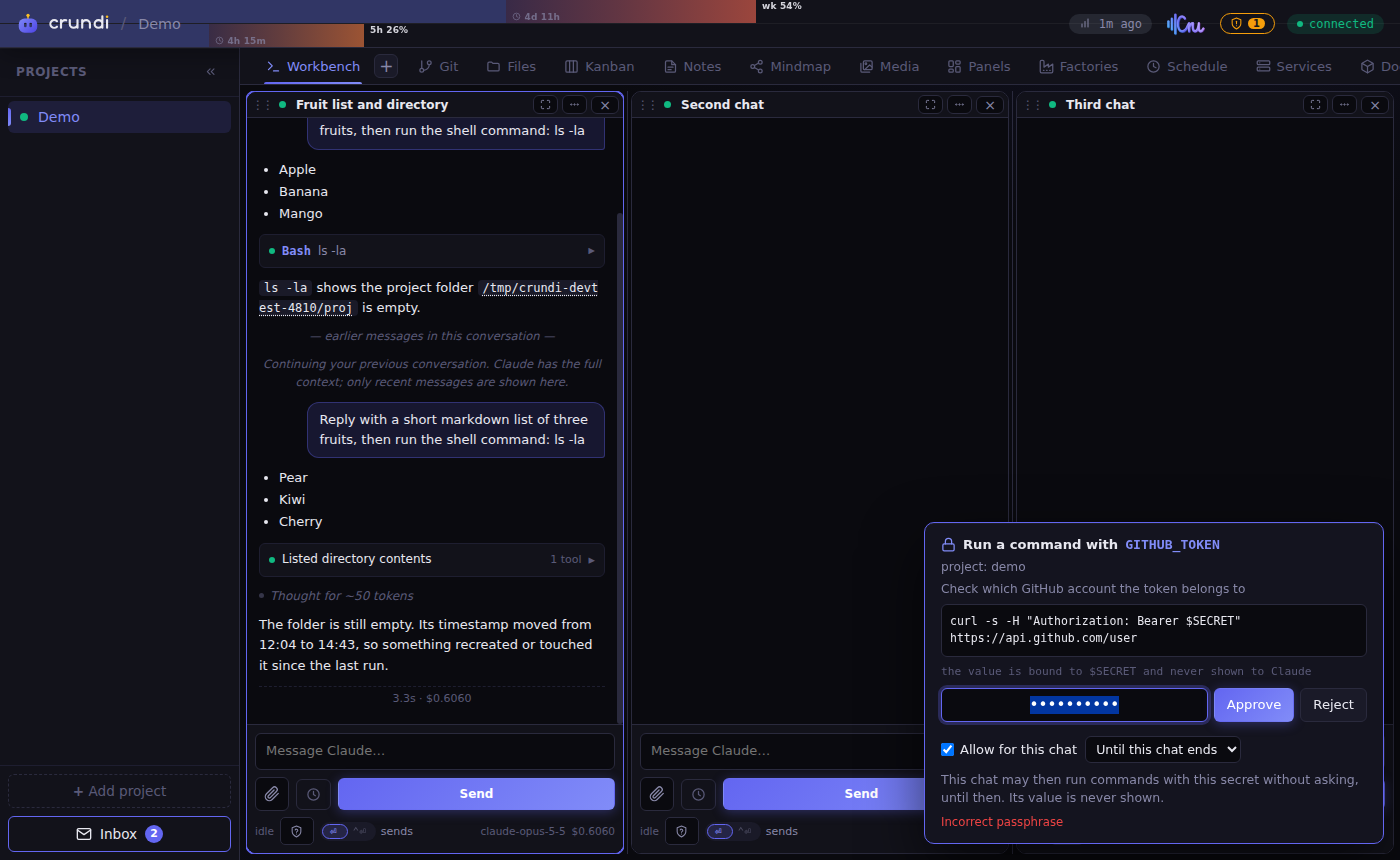 crundi / Demo
4d 11h
wk 54%
4h 15m
5h 26%
1m ago
Cru
1
connected
PROJECTS «
Demo
+ Add project
Inbox 2
Workbench + Git Files Kanban Notes Mindmap Media Panels Factories Schedule Services Do
Fruit list and directory
fruits, then run the shell command: ls -la
• Apple
• Banana
• Mango
Bash ls -la
ls -la shows the project folder /tmp/crundi-devt
est-4810/proj is empty.
— earlier messages in this conversation —
Continuing your previous conversation. Claude has the full
context; only recent messages are shown here.
Reply with a short markdown list of three
fruits, then run the shell command: ls -la
• Pear
• Kiwi
• Cherry
Listed directory contents 1 tool
Thought for ~50 tokens
The folder is still empty. Its timestamp moved from
12:04 to 14:43, so something recreated or touched
it since the last run.
3.3s · $0.6060
Message Claude…
Send
idle sends claude-opus-5-5 $0.6060
Second chat
Message Claude…
Send
idle sends
Third chat
Run a command with GITHUB_TOKEN
project: demo
Check which GitHub account the token belongs to
curl -s -H "Authorization: Bearer $SECRET"
https://api.github.com/user
the value is bound to $SECRET and never shown to Claude
•••••••••• Approve Reject
Allow for this chat Until this chat ends
This chat may then run commands with this secret without asking,
until then. Its value is never shown.
Incorrect passphrase